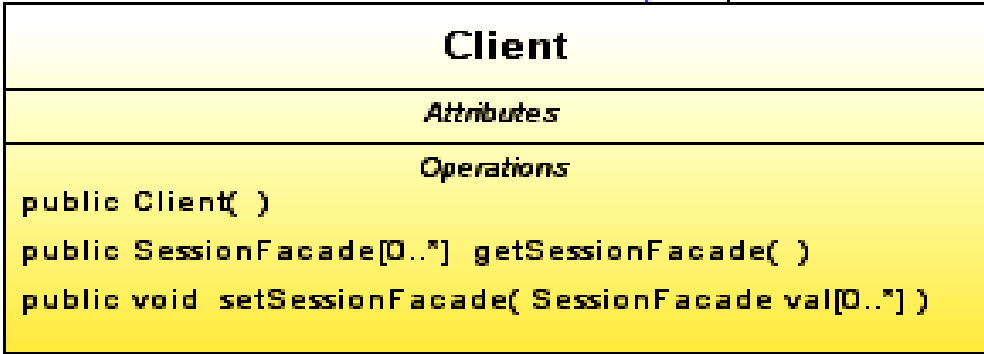 Client
Attributes
Operations
public Client( )
public SessionFacade[0..*] getSessionFacade( )
public void setSessionFacade( SessionFacade val[0..*] )